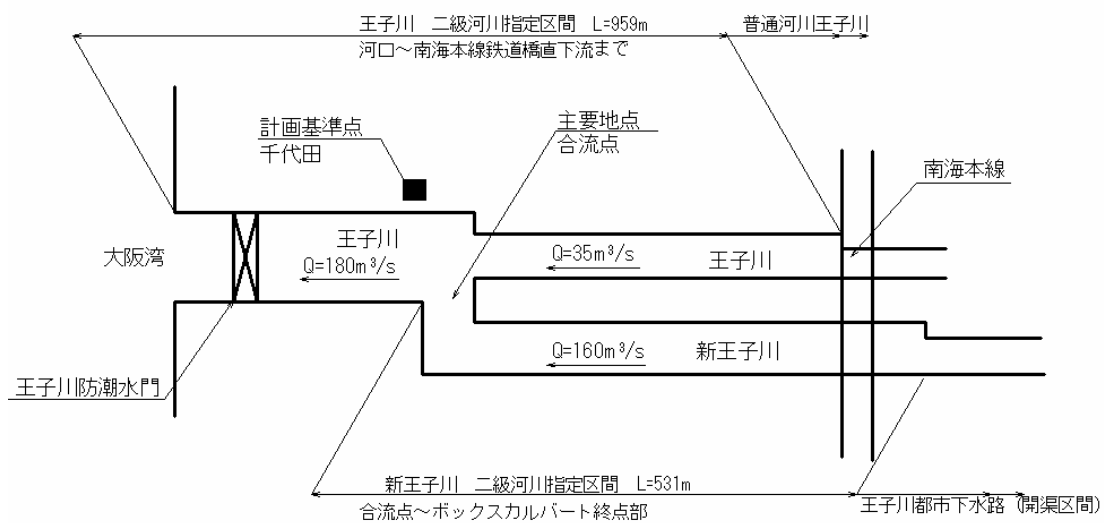 王子川 二級河川指定区間 L=959m
河口～南海本線鉄道橋直下流まで
普通河川王子川
計画基準点
千代田
主要地点
合流点
南海本線
大阪湾
王子川
Q=180m³/s
Q=35m³/s
王子川
Q=160m³/s
新王子川
王子川防潮水門
新王子川 二級河川指定区間 L=531m
合流点～ボックスカルバート終点部
王子川都市下水路（開渠区間）